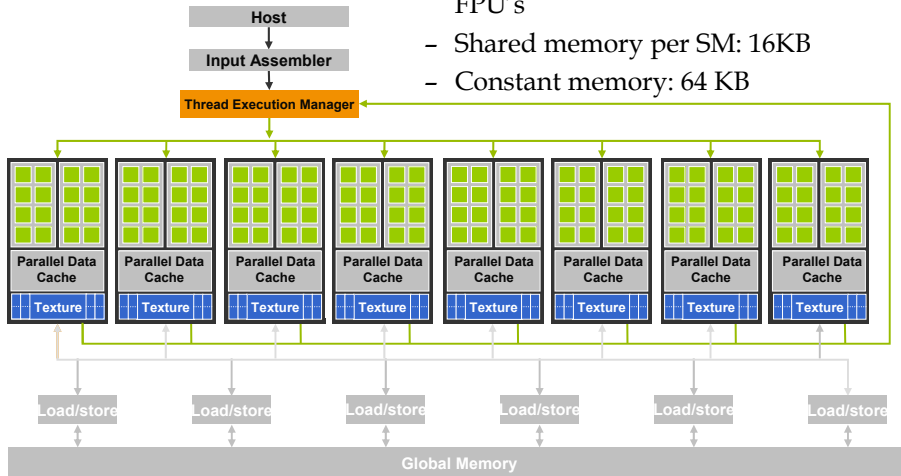 FPU's
– Shared memory per SM: 16KB
– Constant memory: 64 KB
Host
Input Assembler
Thread Execution Manager
Parallel Data
Cache
Texture
Parallel Data
Cache
Texture
Parallel Data
Cache
Texture
Parallel Data
Cache
Texture
Parallel Data
Cache
Texture
Parallel Data
Cache
Texture
Parallel Data
Cache
Texture
Parallel Data
Cache
Texture
Load/store
Load/store
Load/store
Load/store
Load/store
Load/store
Global Memory